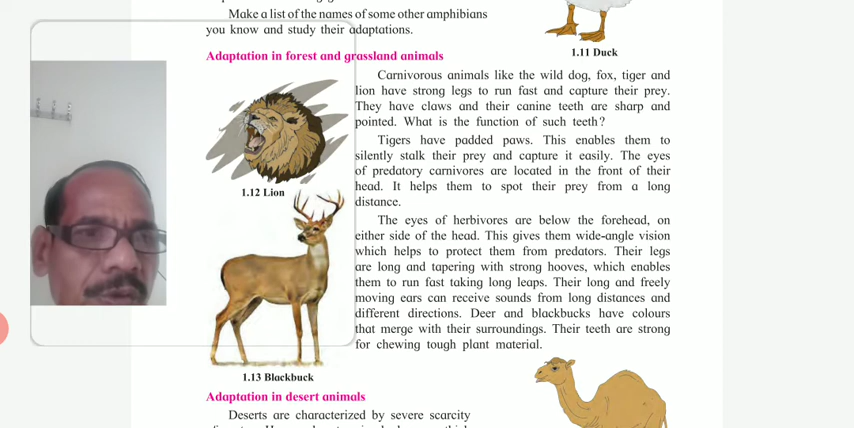 Make a list of the names of some other amphibians
you know and study their adaptations.
1.11 Duck
Adaptation in forest and grassland animals
Carnivorous animals like the wild dog, fox, tiger and
lion have strong legs to run fast and capture their prey.
They have claws and their canine teeth are sharp and
pointed. What is the function of such teeth?
Tigers have padded paws. This enables them to
silently stalk their prey and capture it easily. The eyes
of predatory carnivores are located in the front of their
head. It helps them to spot their prey from a long
distance.
1.12 Lion
The eyes of herbivores are below the forehead, on
either side of the head. This gives them wide-angle vision
which helps to protect them from predators. Their legs
are long and tapering with strong hooves, which enables
them to run fast taking long leaps. Their long and freely
moving ears can receive sounds from long distances and
different directions. Deer and blackbucks have colours
that merge with their surroundings. Their teeth are strong
for chewing tough plant material.
1.13 Blackbuck
Adaptation in desert animals
Deserts are characterized by severe scarcity